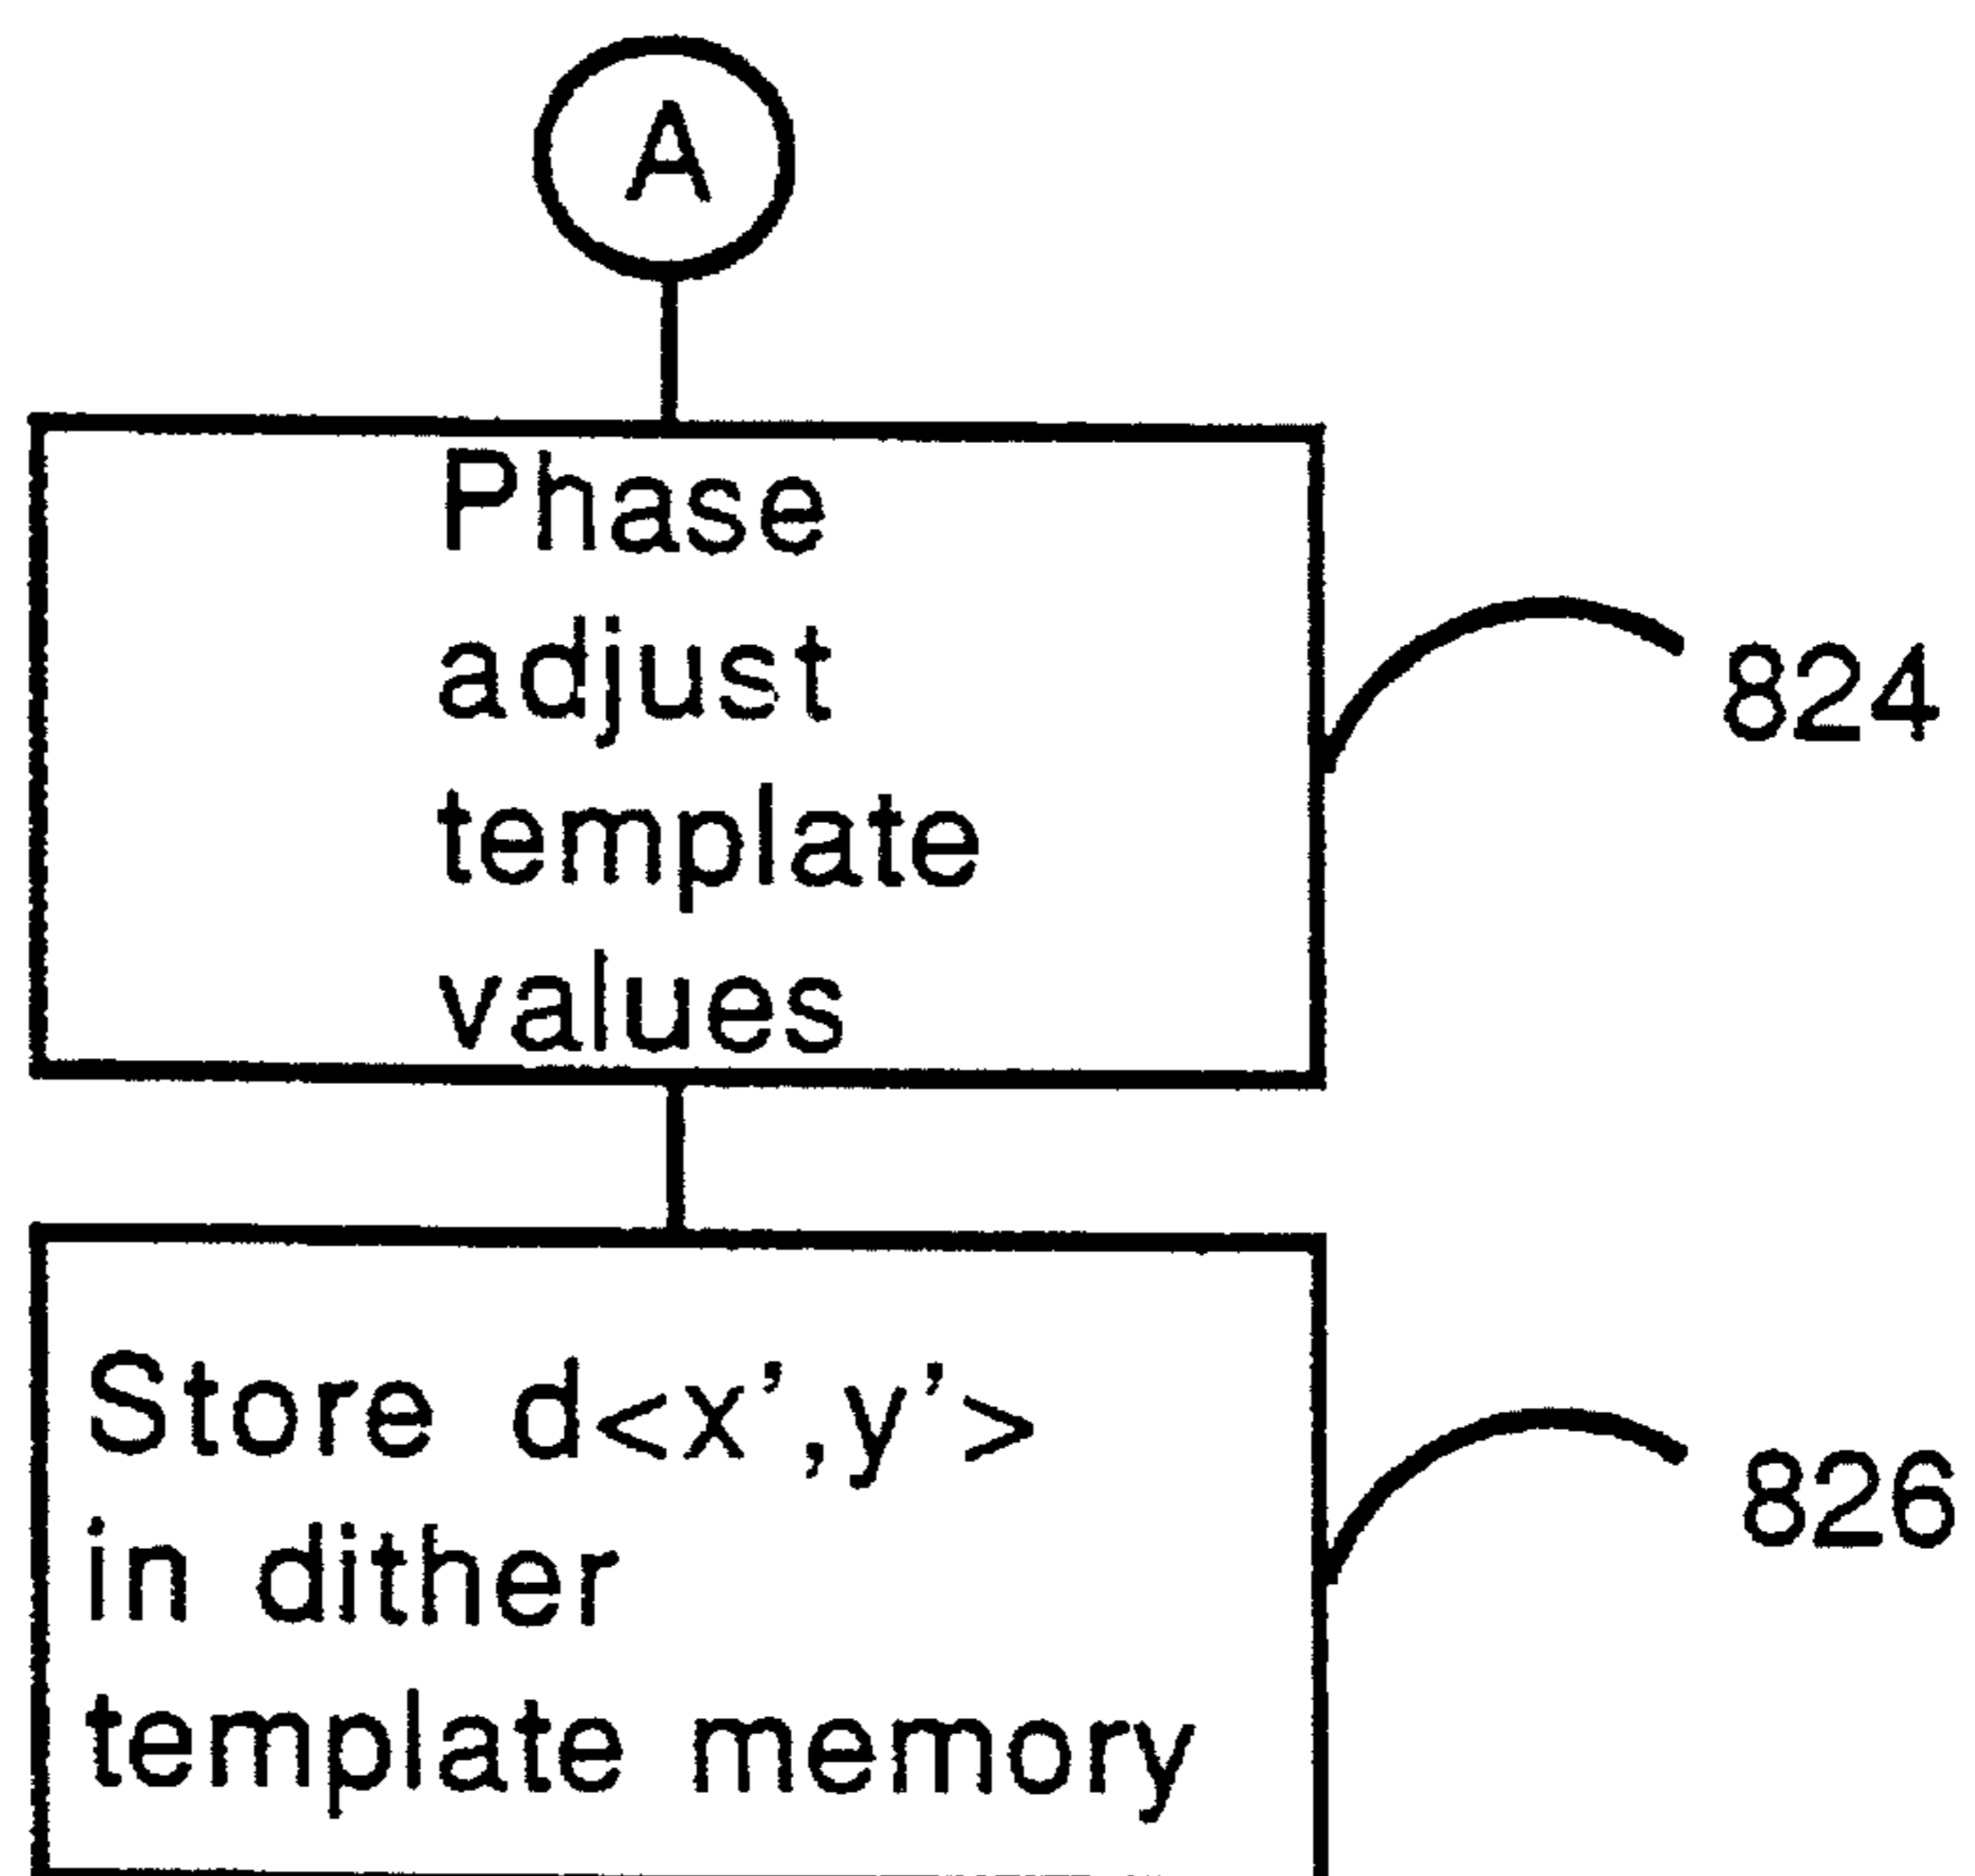 A
Phase
adjust
template
values
824
Store d<x’,y’>
in dither
template memory
826